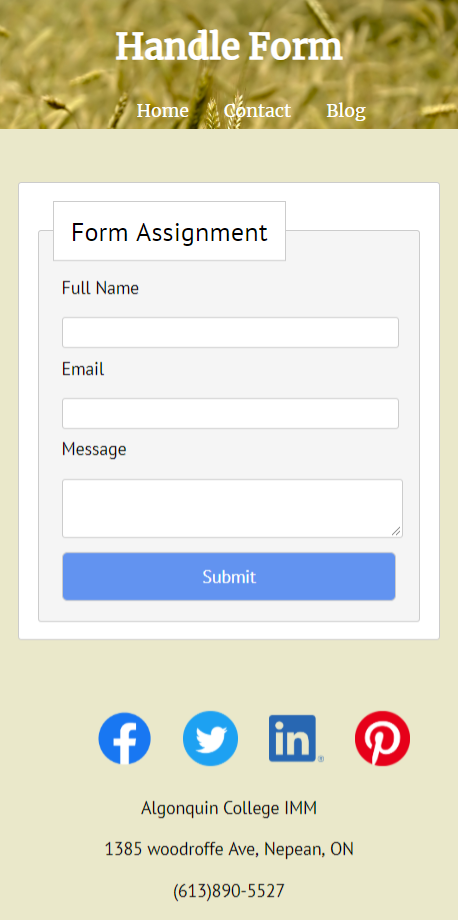 Handle Form
Home Contact Blog
Form Assignment
Full Name
Email
Message
Submit
in
Algonquin College IMM
1385 woodroffe Ave, Nepean, ON
(613)890-5527